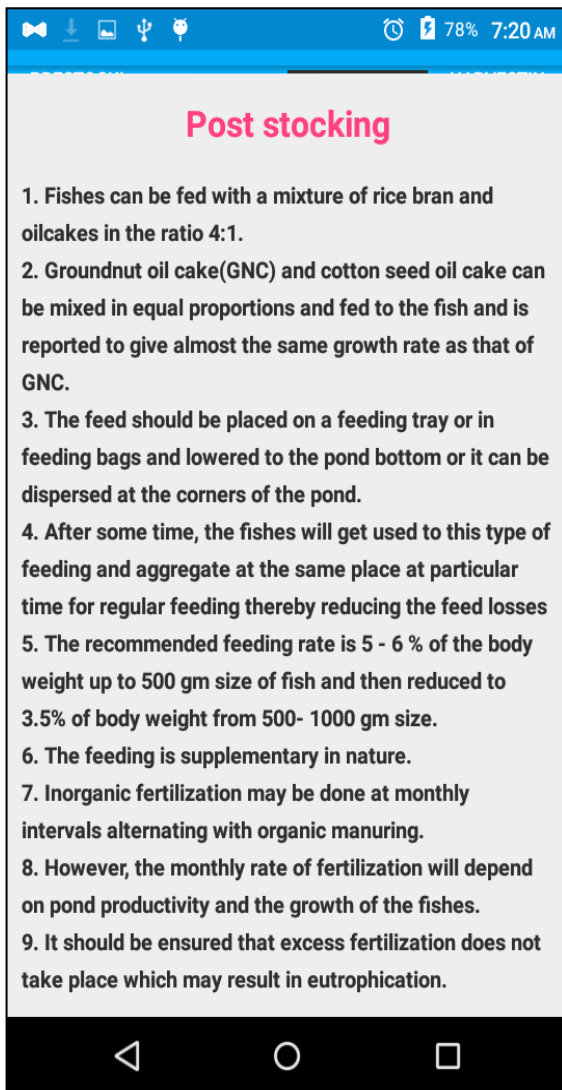 78% 7:20 AM
Post stocking
1. Fishes can be fed with a mixture of rice bran and
oilcakes in the ratio 4:1.
2. Groundnut oil cake(GNC) and cotton seed oil cake can
be mixed in equal proportions and fed to the fish and is
reported to give almost the same growth rate as that of
GNC.
3. The feed should be placed on a feeding tray or in
feeding bags and lowered to the pond bottom or it can be
dispersed at the corners of the pond.
4. After some time, the fishes will get used to this type of
feeding and aggregate at the same place at particular
time for regular feeding thereby reducing the feed losses
5. The recommended feeding rate is 5 - 6 % of the body
weight up to 500 gm size of fish and then reduced to
3.5% of body weight from 500- 1000 gm size.
6. The feeding is supplementary in nature.
7. Inorganic fertilization may be done at monthly
intervals alternating with organic manuring.
8. However, the monthly rate of fertilization will depend
on pond productivity and the growth of the fishes.
9. It should be ensured that excess fertilization does not
take place which may result in eutrophication.